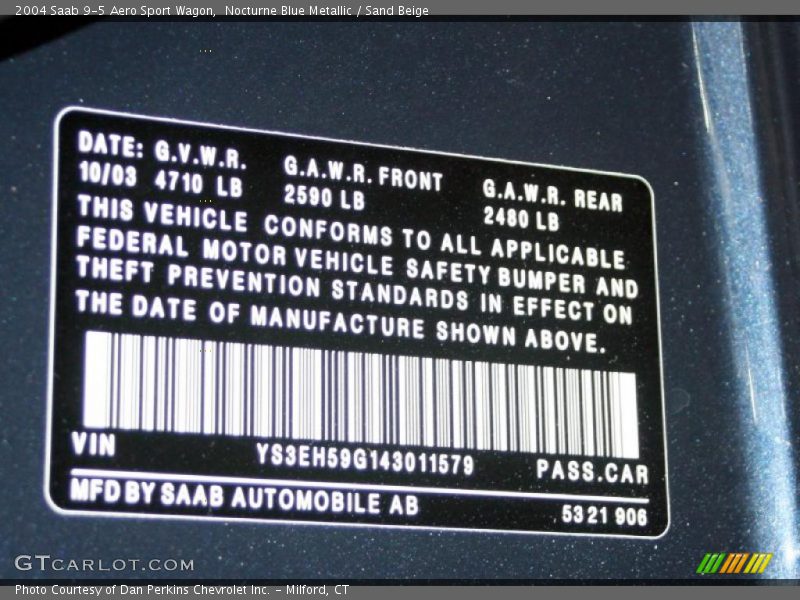 2004 Saab 9-5 Aero Sport Wagon,  Nocturne Blue Metallic / Sand Beige
DATE: G.V.W.R. G.A.W.R. FRONT G.A.W.R. REAR
10/03 4710 LB 2590 LB 2480 LB
THIS VEHICLE CONFORMS TO ALL APPLICABLE
FEDERAL MOTOR VEHICLE SAFETY BUMPER AND
THEFT PREVENTION STANDARDS IN EFFECT ON
THE DATE OF MANUFACTURE SHOWN ABOVE.
VIN YS3EH59G143011579 PASS.CAR
MFD BY SAAB AUTOMOBILE AB 53 21 906
GTCARLOT.COM
Photo Courtesy of Dan Perkins Chevrolet Inc. - Milford, CT